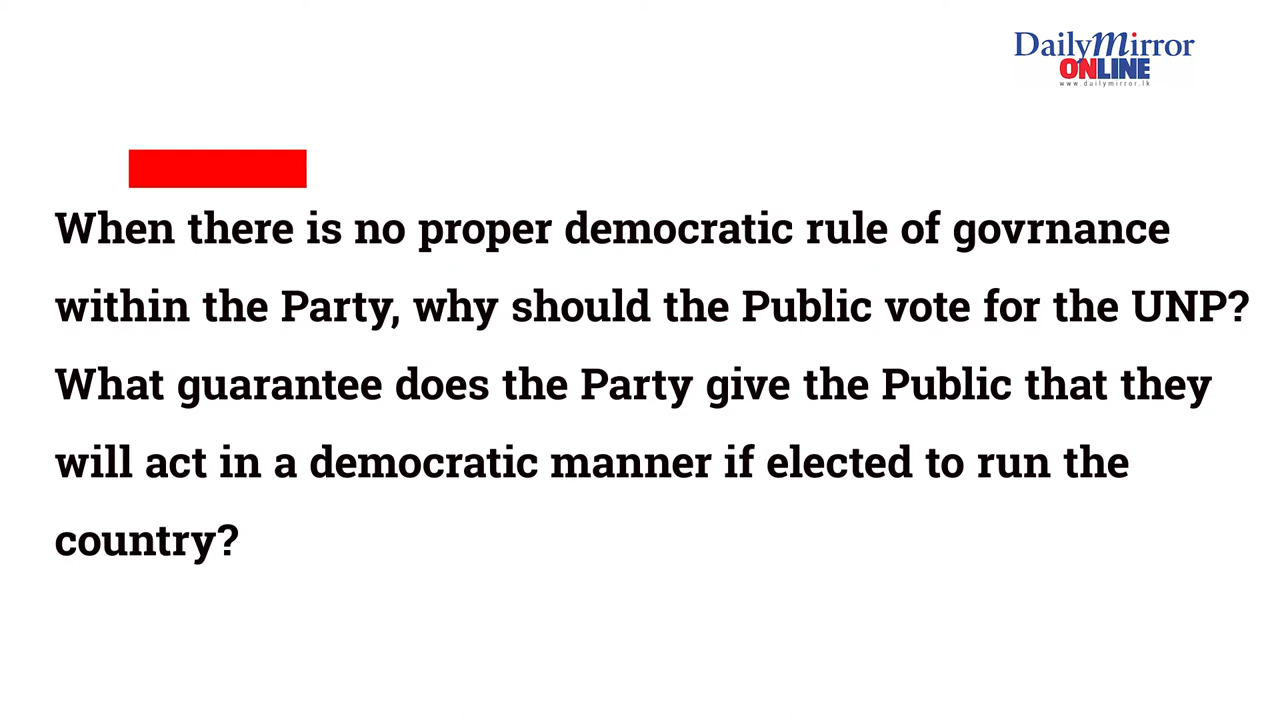 DailyMirror
ONLINE
www.dailymirror.lk
When there is no proper democratic rule of govrnance
within the Party, why should the Public vote for the UNP?
What guarantee does the Party give the Public that they
will act in a democratic manner if elected to run the
country?